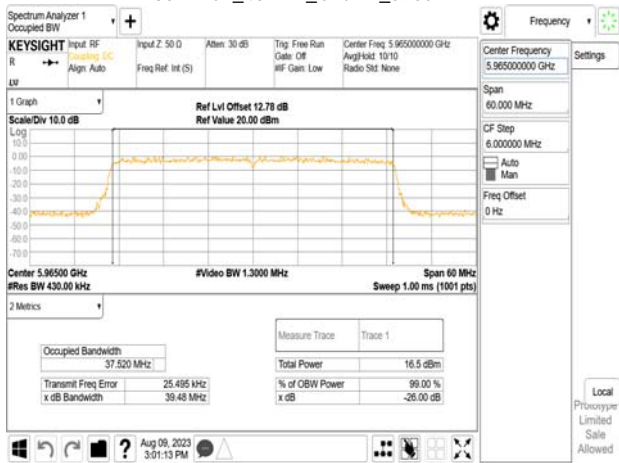 Spectrum Analyzer 1
Occupied BW
Frequency
KEYSIGHT Input: RF Input Z: 50 Ω Atten: 30 dB Trig: Free Run Center Freq: 5.965000000 GHz
R Coupling: DC Gate: Off Avg|Hold: 10/10
Align: Auto Freq Ref: Int (S) #IF Gain: Low Radio Std: None
LXI
1 Graph
Ref Lvl Offset 12.78 dB
Scale/Div 10.0 dB Ref Value 20.00 dBm
Log
10.0
0.00
-10.0
-20.0
-30.0
-40.0
-50.0
-60.0
-70.0
Center 5.96500 GHz #Video BW 1.3000 MHz Span 60 MHz
#Res BW 430.00 kHz Sweep 1.00 ms (1001 pts)
2 Metrics
Measure Trace Trace 1
Occupied Bandwidth
37.520 MHz Total Power 16.5 dBm
Transmit Freq Error 25.495 kHz % of OBW Power 99.00 %
x dB Bandwidth 39.48 MHz x dB -26.00 dB
Aug 09, 2023
3:01:13 PM
Center Frequency
5.965000000 GHz
Settings
Span
60.000 MHz
CF Step
6.000000 MHz
Auto
Man
Freq Offset
0 Hz
Local
Prototype
Limited
Sale
Allowed